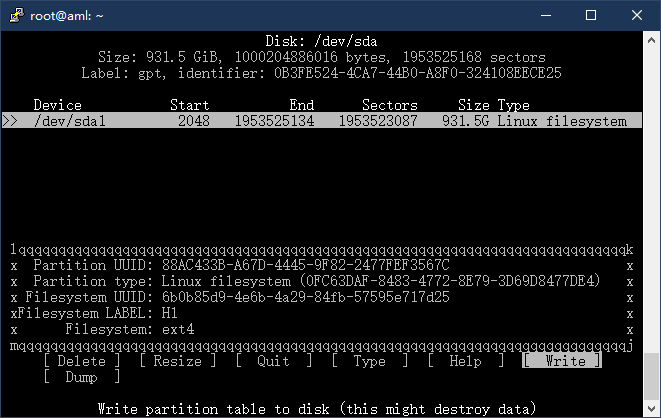 root@aml: ~
Disk: /dev/sda
Size: 931.5 GiB, 1000204886016 bytes, 1953525168 sectors
Label: gpt, identifier: 0B3FE524-4CA7-44B0-A8F0-324108EECE25
Device Start End Sectors Size Type
>> /dev/sda1 2048 1953525134 1953523087 931.5G Linux filesystem
lqqqqqqqqqqqqqqqqqqqqqqqqqqqqqqqqqqqqqqqqqqqqqqqqqqqqqqqqqqqqqqqqqqqqqqqqqqqqk
x Partition UUID: 88AC433B-A67D-4445-9F82-2477FEF3567C x
x Partition type: Linux filesystem (0FC63DAF-8483-4772-8E79-3D69D8477DE4) x
x Filesystem UUID: 6b0b85d9-4e6b-4a29-84fb-57595e717d25 x
xFilesystem LABEL: H1 x
x Filesystem: ext4 x
mqqqqqqqqqqqqqqqqqqqqqqqqqqqqqqqqqqqqqqqqqqqqqqqqqqqqqqqqqqqqqqqqqqqqqqqqqqqqj
[ Delete ] [ Resize ] [ Quit ] [ Type ] [ Help ] [ Write ]
[ Dump ]
Write partition table to disk (this might destroy data)